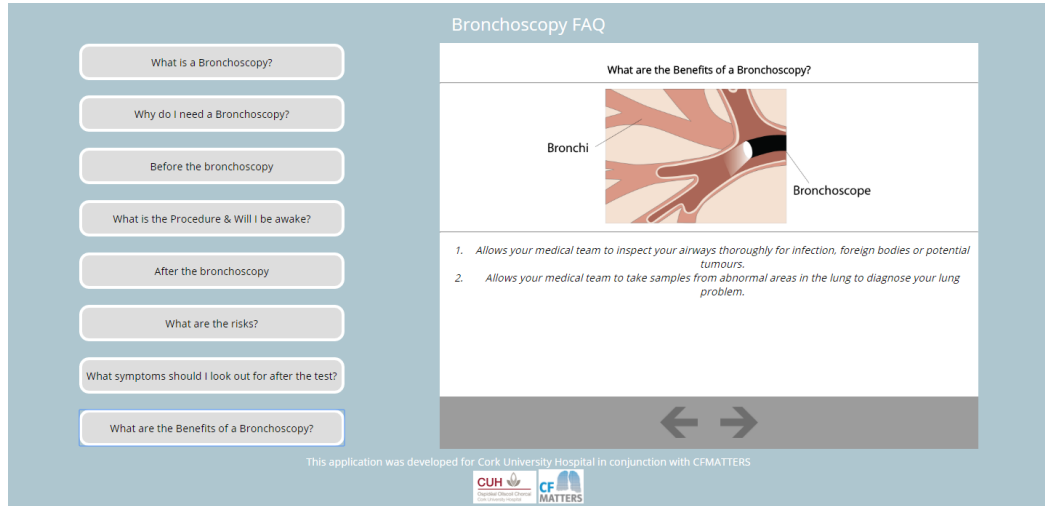 Bronchoscopy FAQ
What is a Bronchoscopy?
Why do I need a Bronchoscopy?
Before the bronchoscopy
What is the Procedure & Will I be awake?
After the bronchoscopy
What are the risks?
What symptoms should I look out for after the test?
What are the Benefits of a Bronchoscopy?
What are the Benefits of a Bronchoscopy?
Bronchi
Bronchoscope
1. Allows your medical team to inspect your airways thoroughly for infection, foreign bodies or potential
tumours.
2. Allows your medical team to take samples from abnormal areas in the lung to diagnose your lung
problem.
This application was developed for Cork University Hospital in conjunction with CFMATTERS
CUH
Cork University Hospital
CF
MATTERS